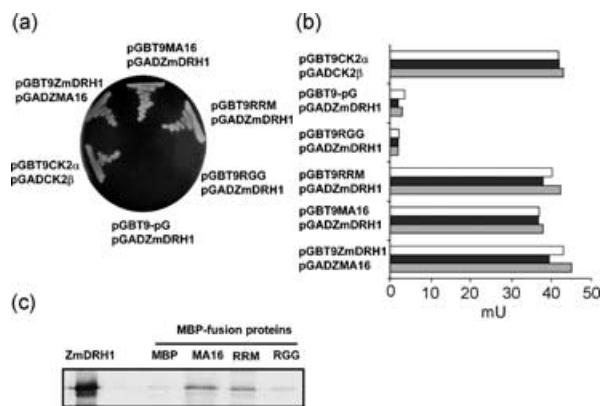 (a)
pGBT9MA16
pGADZmDRH1
pGBT9ZmDRH1
pGADZMA16
pGBT9RRM
pGADZmDRH1
pGBT9CK2α
pGADCK2β
pGBT9RGG
pGADZmDRH1
pGBT9-pG
pGADZmDRH1
(b)
pGBT9CK2α
pGADCK2β
pGBT9-pG
pGADZmDRH1
pGBT9RGG
pGADZmDRH1
pGBT9RRM
pGADZmDRH1
pGBT9MA16
pGADZmDRH1
pGBT9ZmDRH1
pGADZMA16
0 10 20 30 40 50
mU
(c)
MBP-fusion proteins
ZmDRH1 MBP MA16 RRM RGG